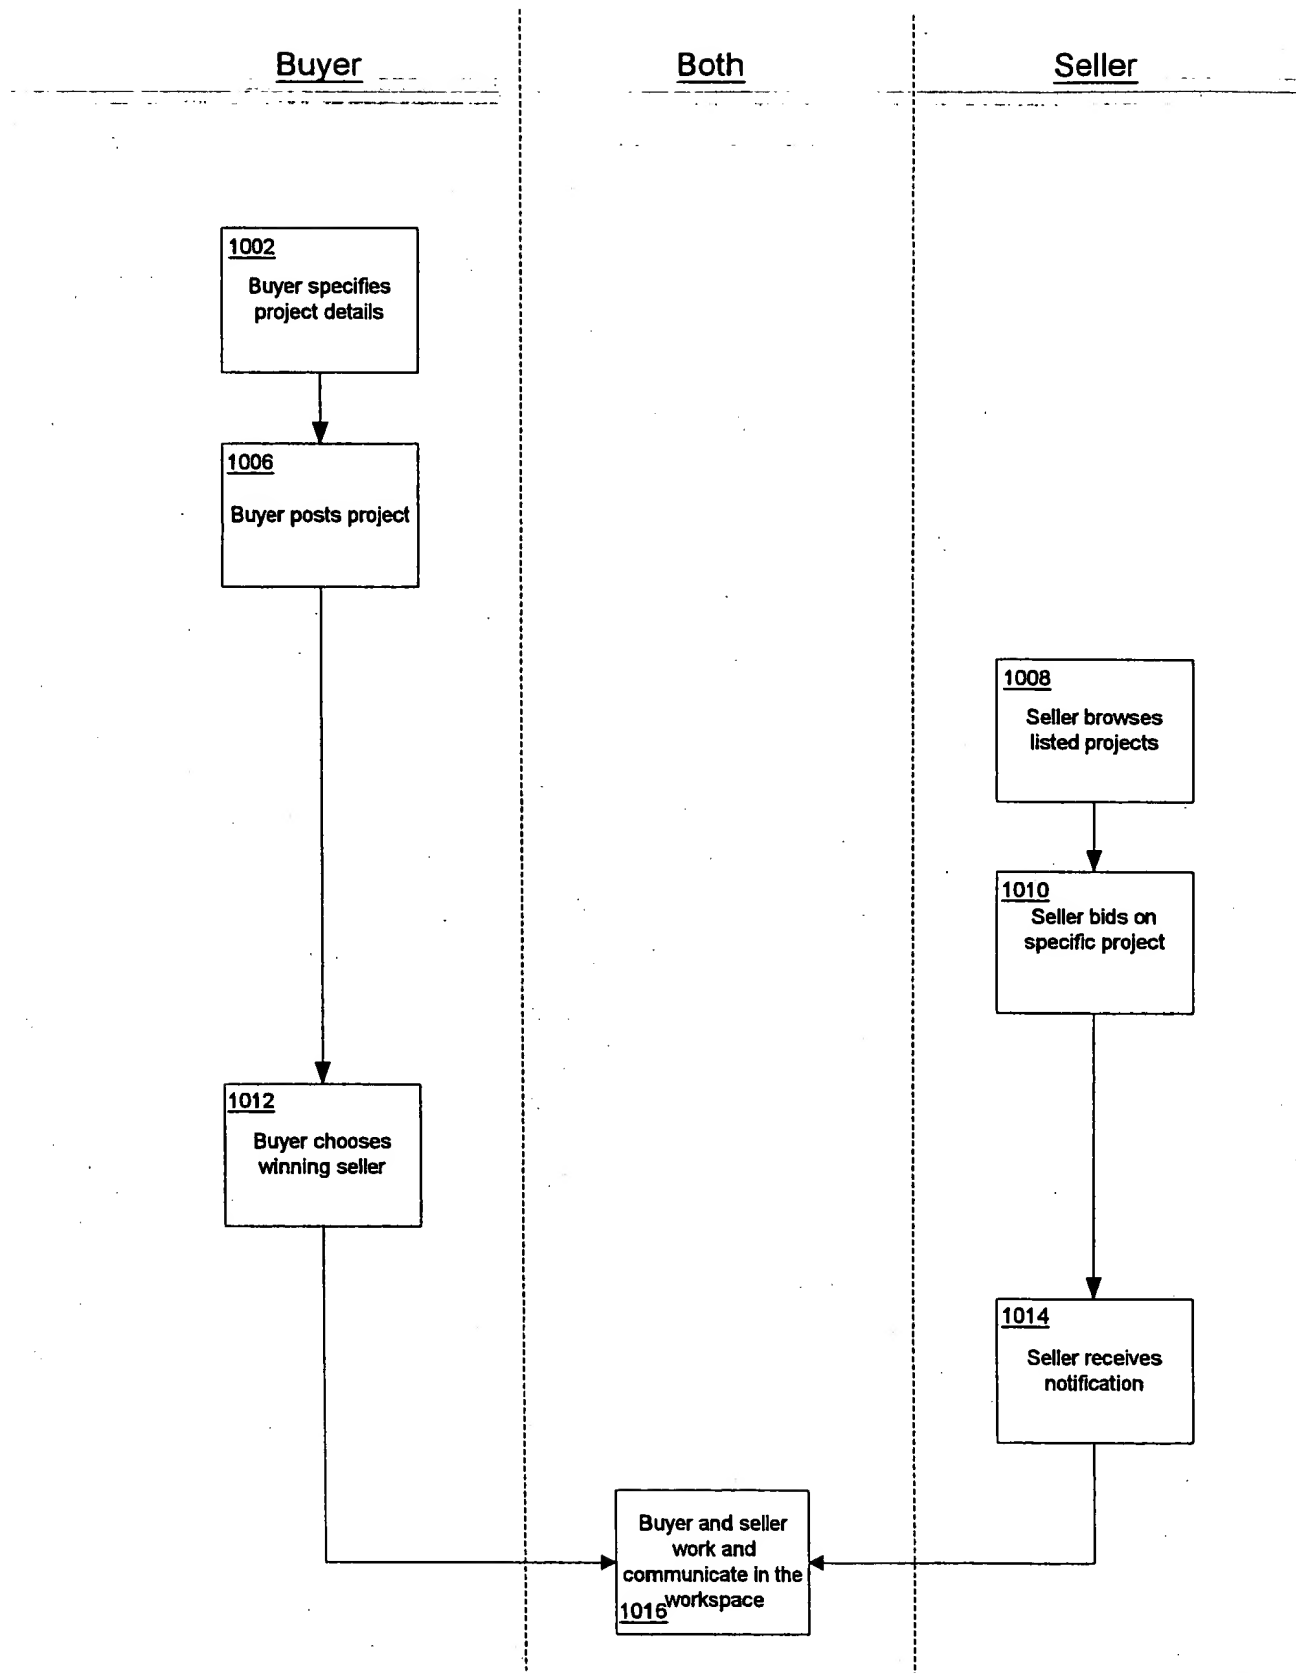 Buyer
Both
Seller
1002
Buyer specifies
project details
1006
Buyer posts project
1008
Seller browses
listed projects
1010
Seller bids on
specific project
1012
Buyer chooses
winning seller
1014
Seller receives
notification
Buyer and seller
work and
communicate in the
workspace
1016